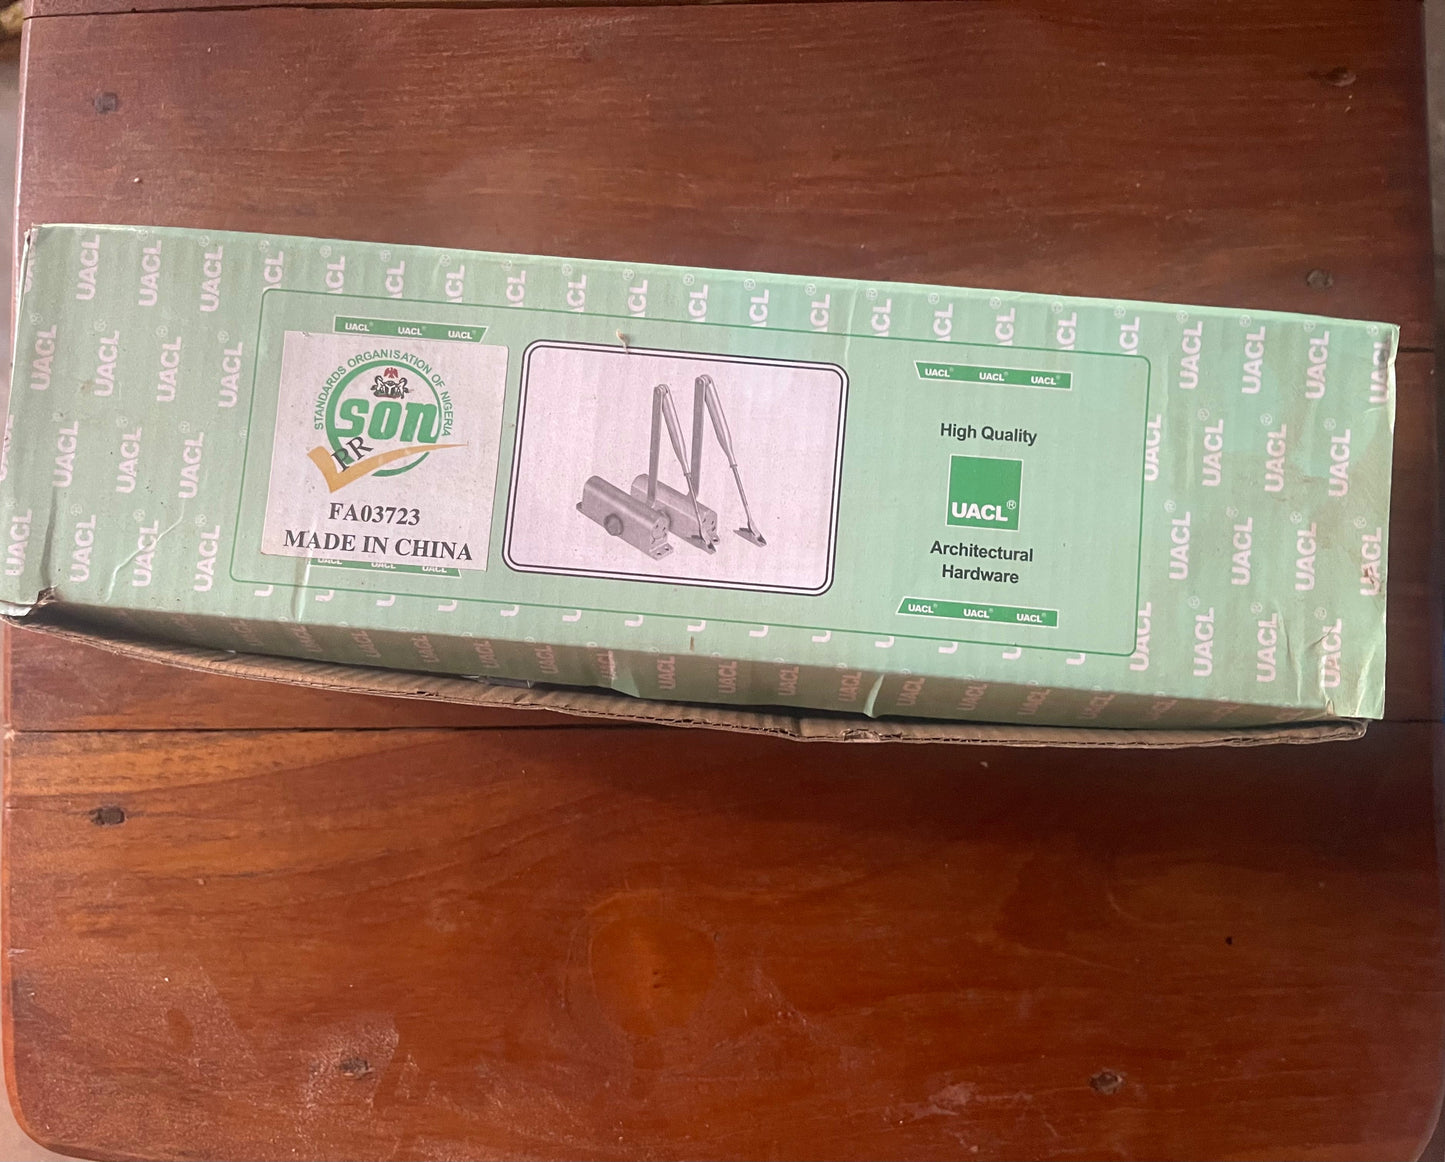 UACL® UACL® UACL®
STANDARDS ORGANISATION OF NIGERIA
SON
RR
FA03723
MADE IN CHINA
UACL® UACL® UACL®
High Quality
UACL®
Architectural
Hardware
UACL® UACL® UACL®